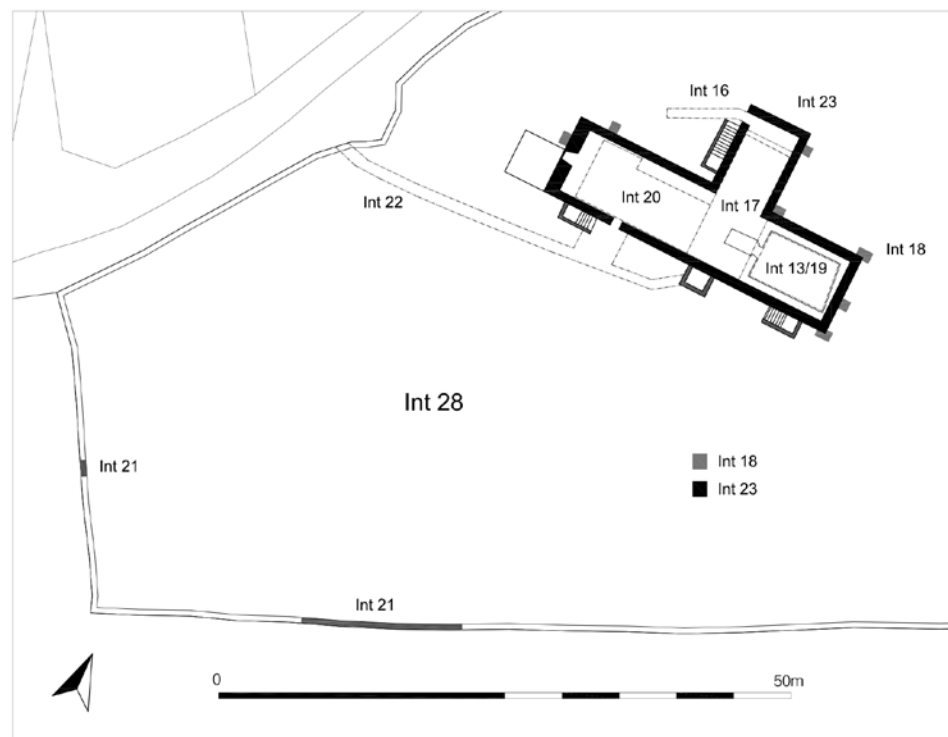 Int 16
Int 23
Int 22
Int 20
Int 17
Int 18
Int 13/19
Int 28
Int 18
Int 21
Int 23
Int 21
0
50m